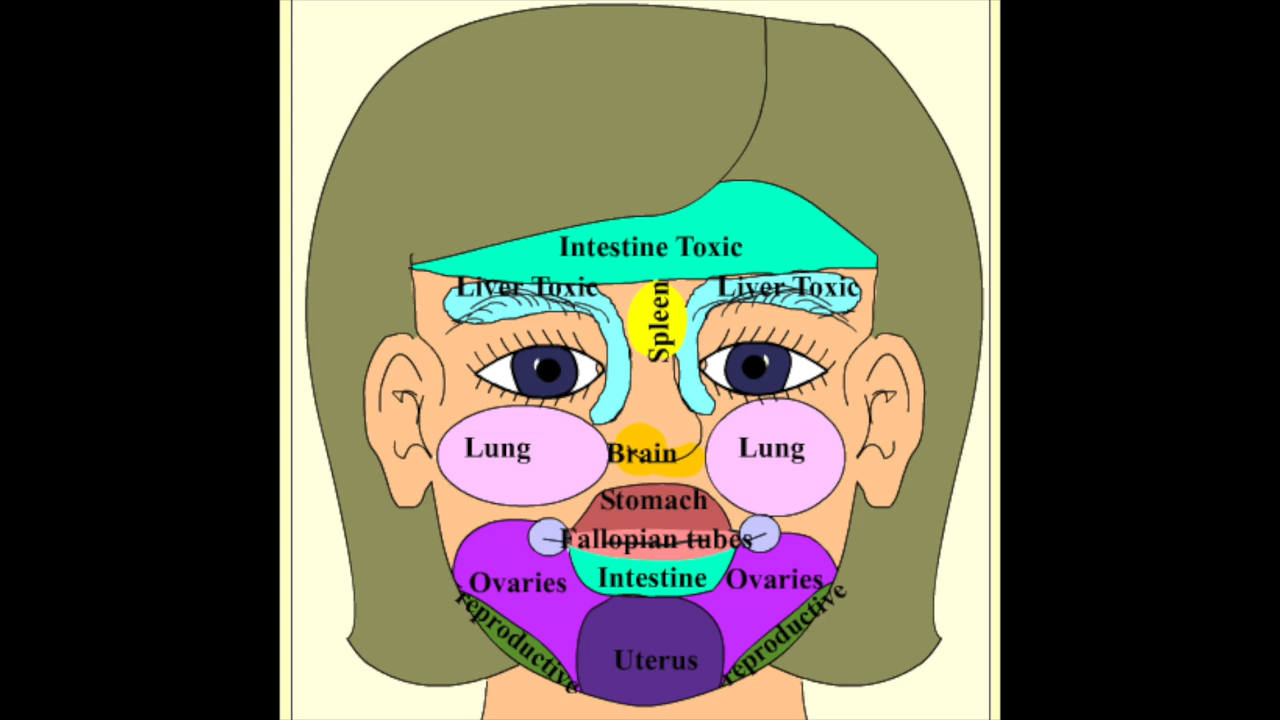 Intestine Toxic
Liver Toxic
Liver Toxic
Spleen
Lung
Brain
Lung
Stomach
Fallopian tubes
Ovaries
Intestine
Ovaries
reproductive
reproductive
Uterus